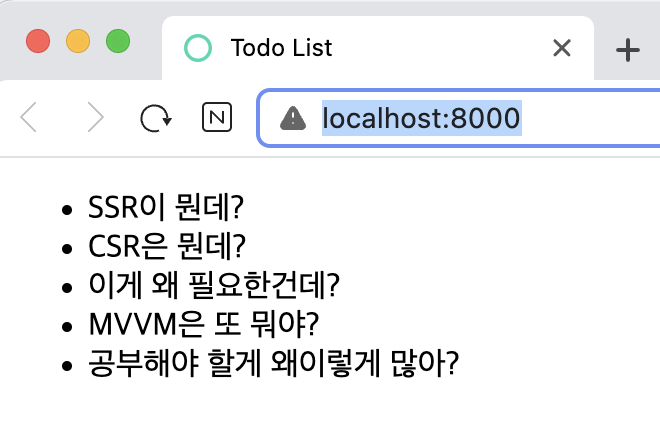 Todo List
localhost:8000
SSR이 뭔데?
CSR은 뭔데?
이게 왜 필요한건데?
MVVM은 또 뭐야?
공부해야 할게 왜이렇게 많아?